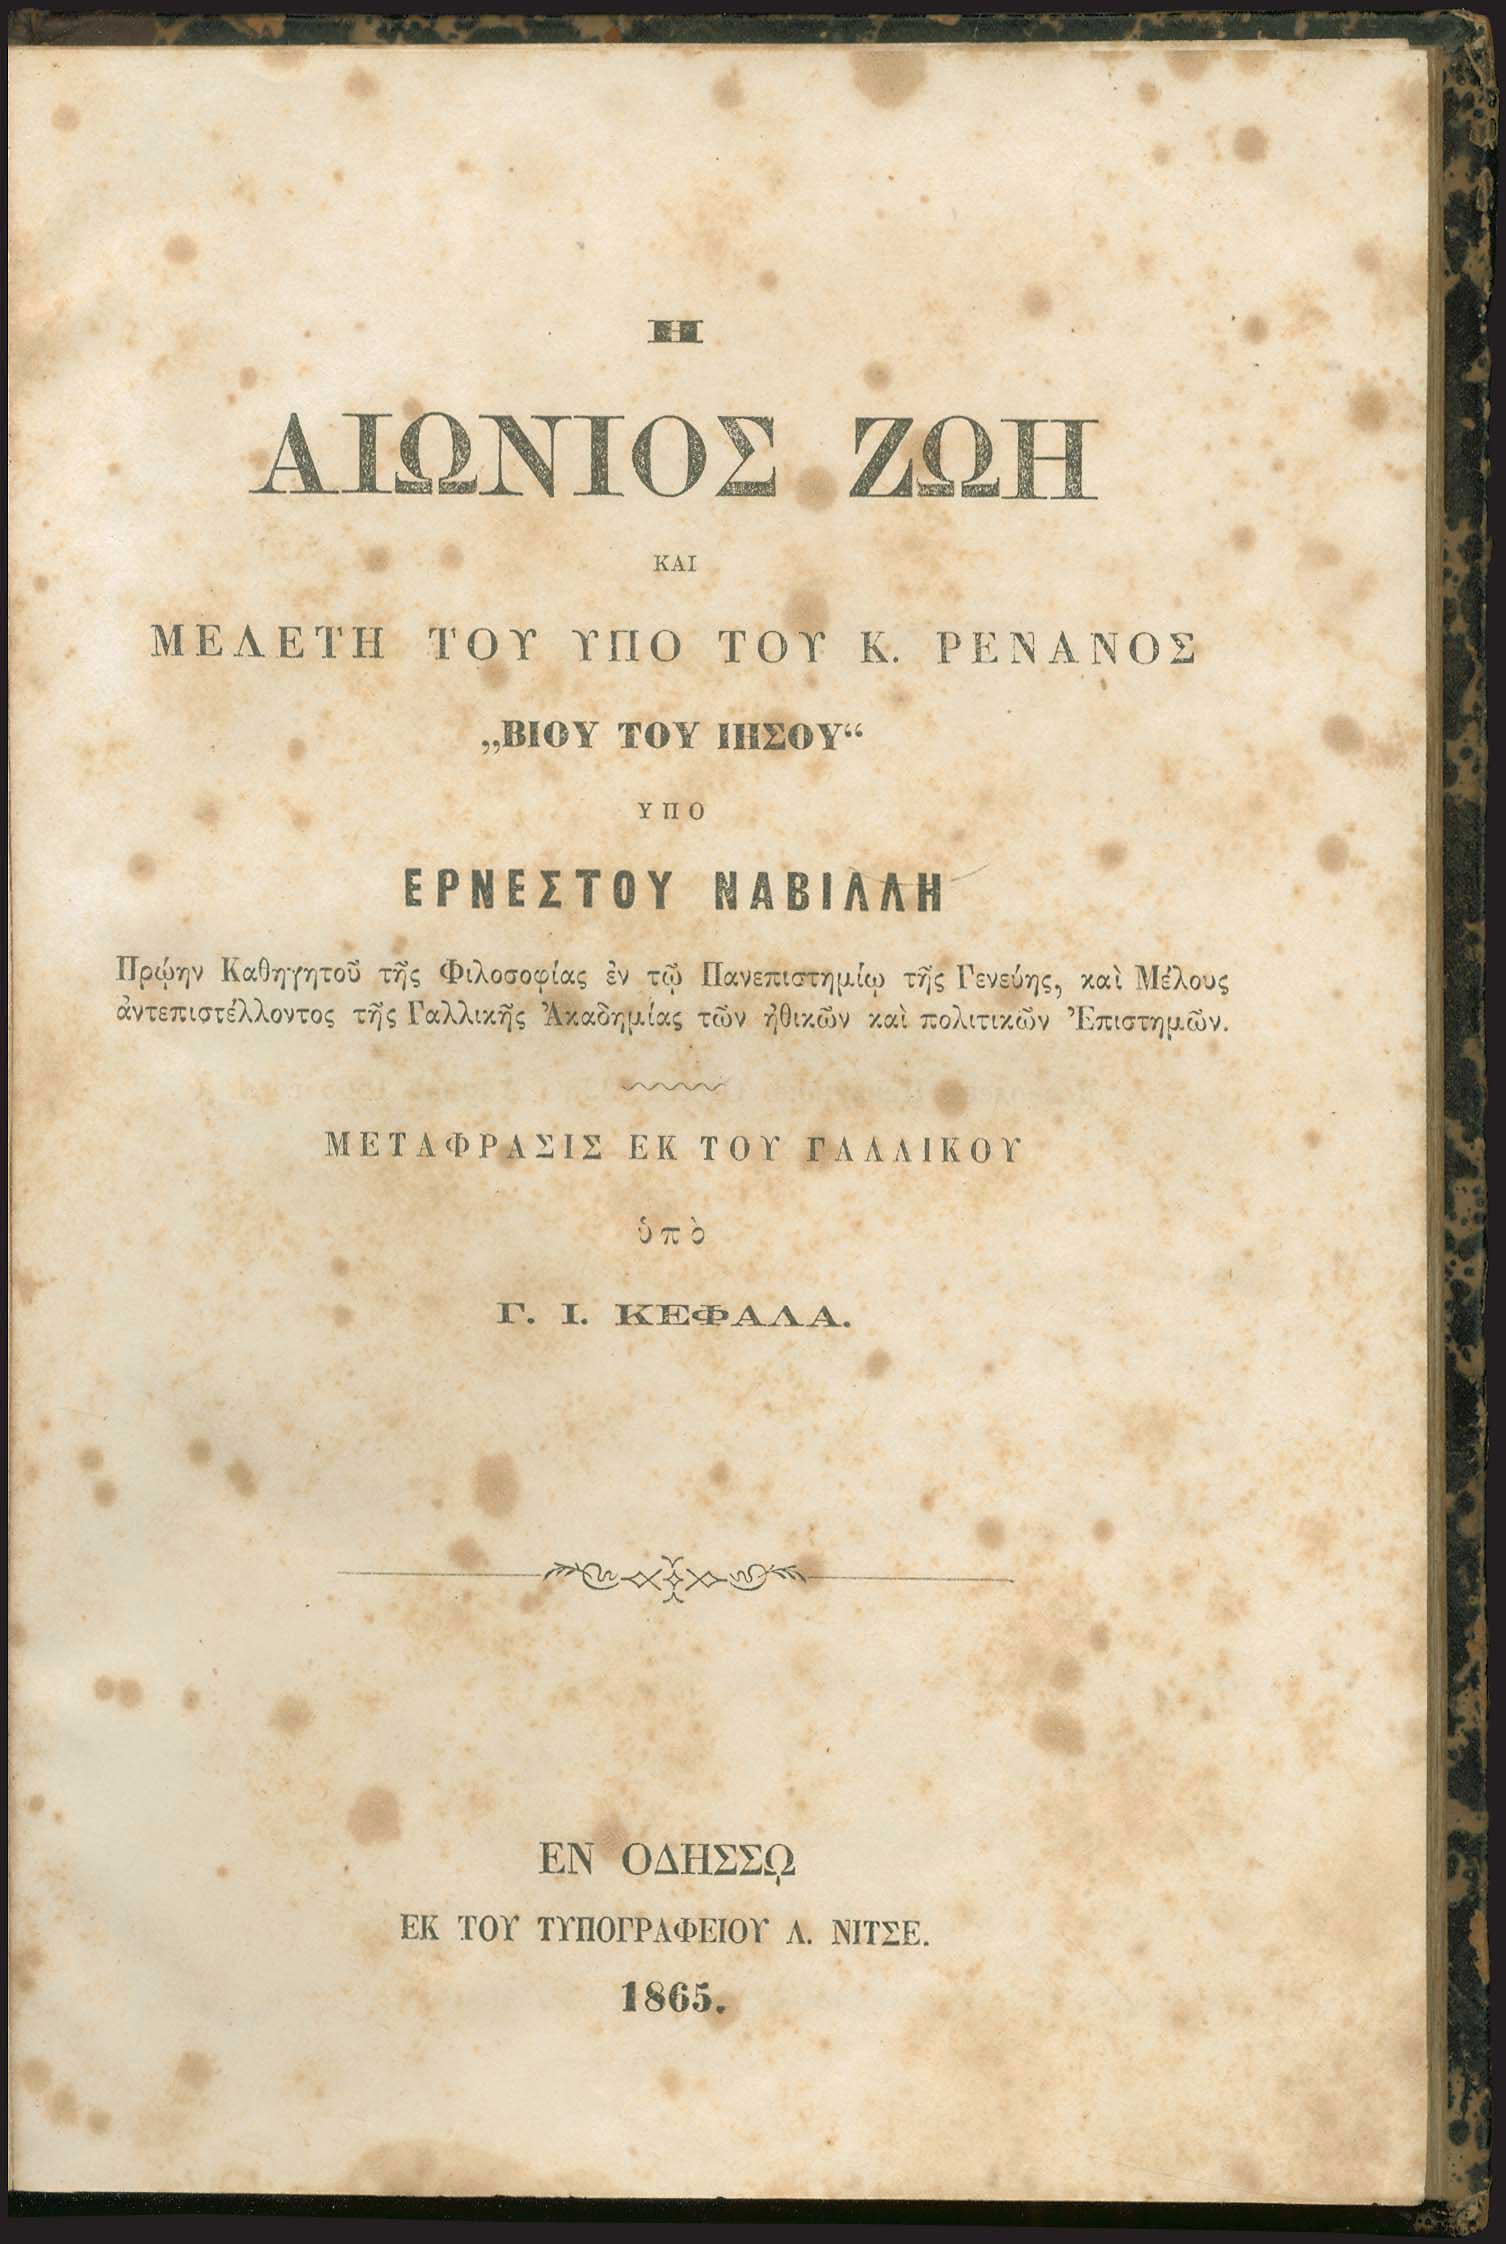 Η
ΑΙΩΝΙΟΣ ΖΩΗ
ΚΑΙ
ΜΕΛΕΤΗ ΤΟΥ ΥΠΟ ΤΟΥ Κ. ΡΕΝΑΝΟΣ
„ΒΙΟΥ ΤΟΥ ΙΗΣΟΥ“
ΥΠΟ
ΕΡΝΕΣΤΟΥ ΝΑΒΙΛΛΗ
Πρῴην Καθηγητοῦ τῆς Φιλοσοφίας ἐν τῷ Πανεπιστημίῳ τῆς Γενεύης, καὶ Μέλους
ἀντεπιστέλλοντος τῆς Γαλλικῆς Ἀκαδημίας τῶν ἠθικῶν καὶ πολιτικῶν Ἐπιστημῶν.
ΜΕΤΑΦΡΑΣΙΣ ΕΚ ΤΟΥ ΓΑΛΛΙΚΟΥ
ὑπὸ
Γ. Ι. ΚΕΦΑΛΑ.
ΕΝ ΟΔΗΣΣῼ
ΕΚ ΤΟΥ ΤΥΠΟΓΡΑΦΕΙΟΥ Λ. ΝΙΤΣΕ.
1865.